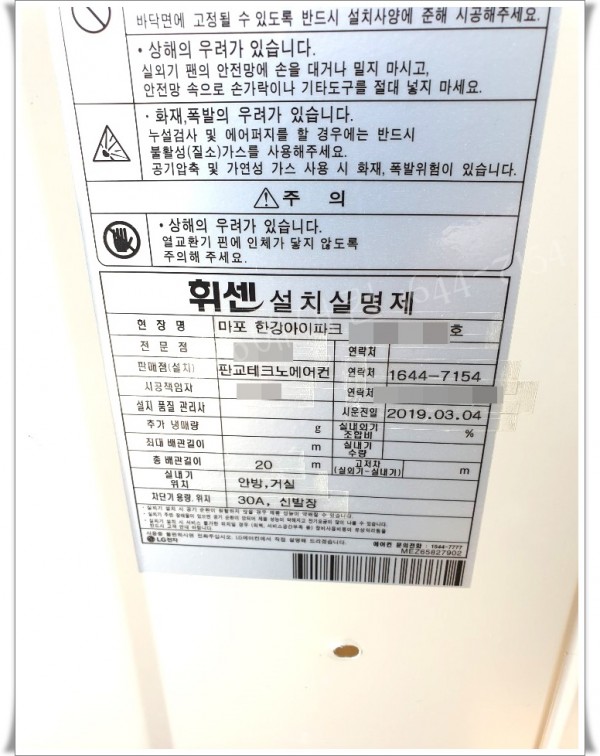 바닥면에 고정될 수 있도록 반드시 설치사양에 준해 시공해주세요.
· 상해의 우려가 있습니다.
실외기 팬의 안전망에 손을 대거나 밀지 마시고,
안전망 속으로 손가락이나 기타도구를 절대 넣지 마세요.
· 화재,폭발의 우려가 있습니다.
누설검사 및 에어퍼지를 할 경우에는 반드시
불활성(질소)가스를 사용해주세요.
공기압축 및 가연성 가스 사용 시 화재, 폭발위험이 있습니다.
주 의
· 상해의 우려가 있습니다.
열교환기 핀에 인체가 닿지 않도록
주의해 주세요.
휘센 설치실명제
현 장 명 마포 한강아이파크 호
전 문 점 연락처
판매점(설치) 판교테크노에어컨 연락처 1644-7154
시공책임자 연락처
설치 품질 관리사 시운전일 2019.03.04
추가 냉매량 g 실내외기 조합비 %
최대 배관길이 m 실내기 수량
총 배관길이 20 m 고저차 (실외기-실내기) m
실내기 위치 안방,거실
차단기 용량, 위치 30A, 신발장
에어컨 문의전화 : 1544-7777
LG전자
MEZ65827902